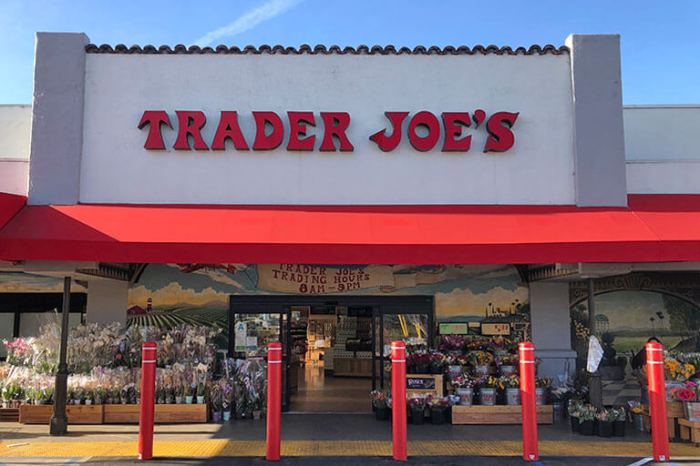 TRADER JOE'S
TRADER JOE'S
TRADING HOURS
8AM - 9PM